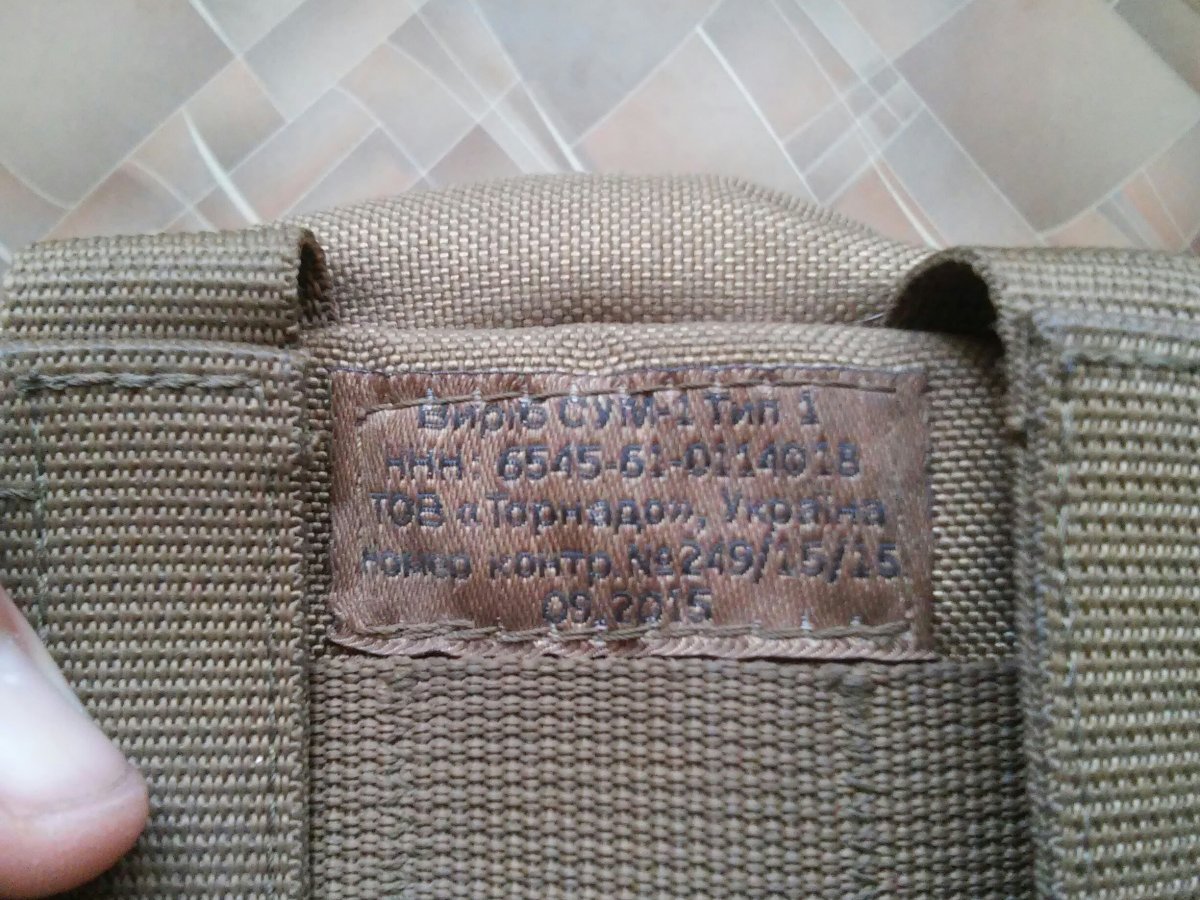 Виріб СУМ-1 Тип 1
ннн: 6545-61-0114018
ТОВ «Торнадо», Україна
номер контр №249/15/15
09.2015